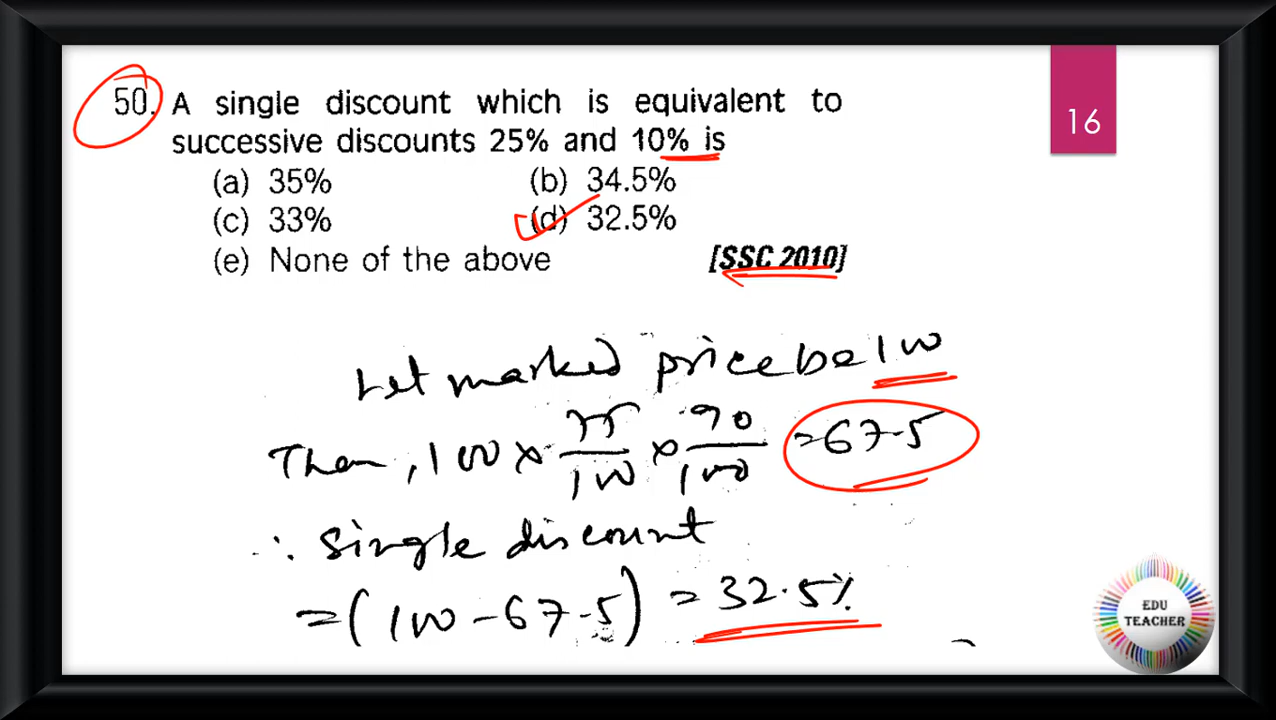 50. A single discount which is equivalent to
successive discounts 25% and 10% is
(a) 35% (b) 34.5%
(c) 33% (d) 32.5%
(e) None of the above [SSC 2010]
16
Let marked price be 100
Then, 100 × 75/100 × 90/100 = 67.5
∴ single discount
= (100 - 67.5) = 32.5%
EDU
TEACHER